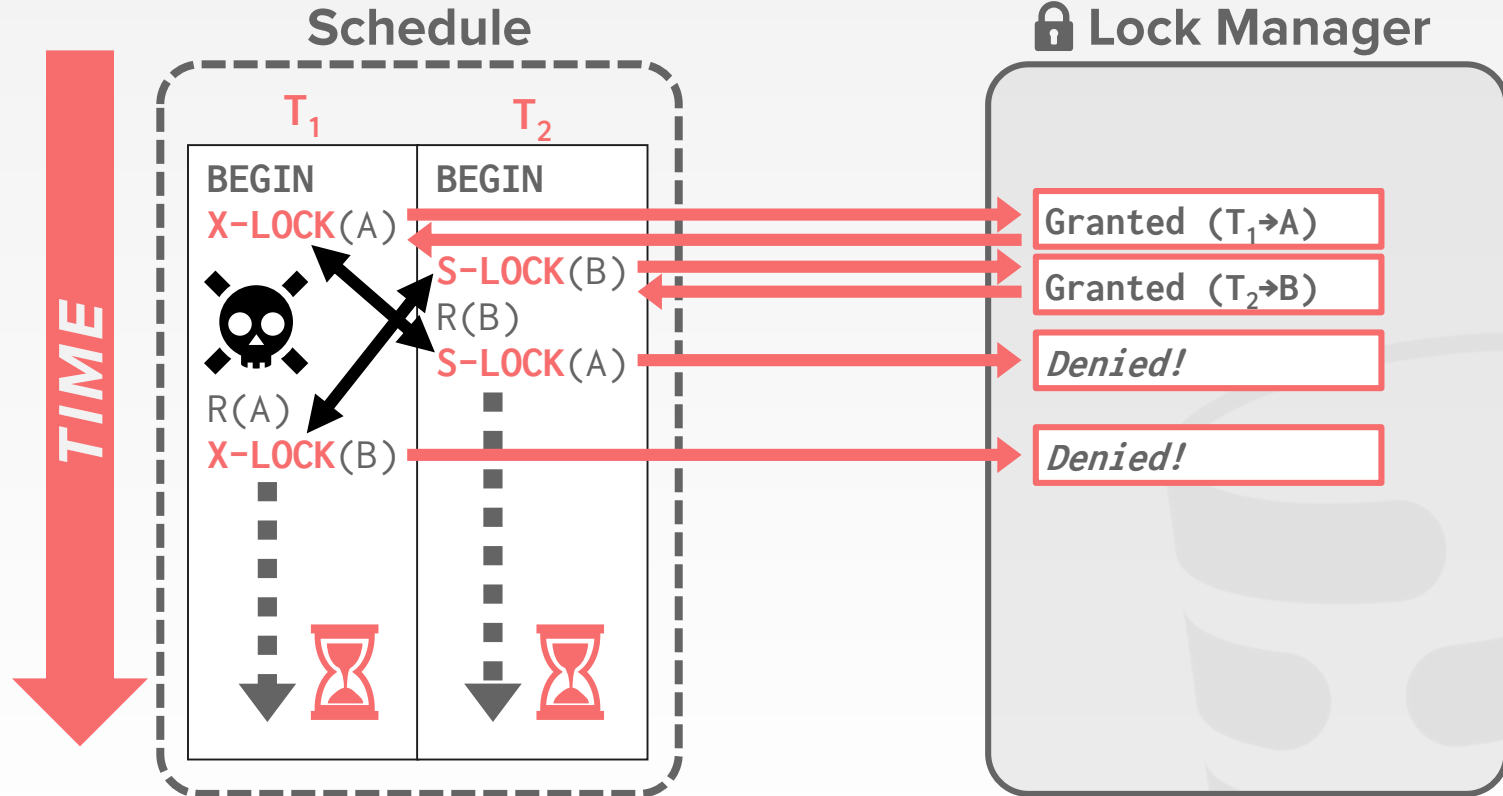 Schedule
Lock Manager
TIME
T₁
T₂
BEGIN
BEGIN
X-LOCK(A)
Granted (T₁→A)
S-LOCK(B)
Granted (T₂→B)
R(B)
S-LOCK(A)
Denied!
R(A)
X-LOCK(B)
Denied!